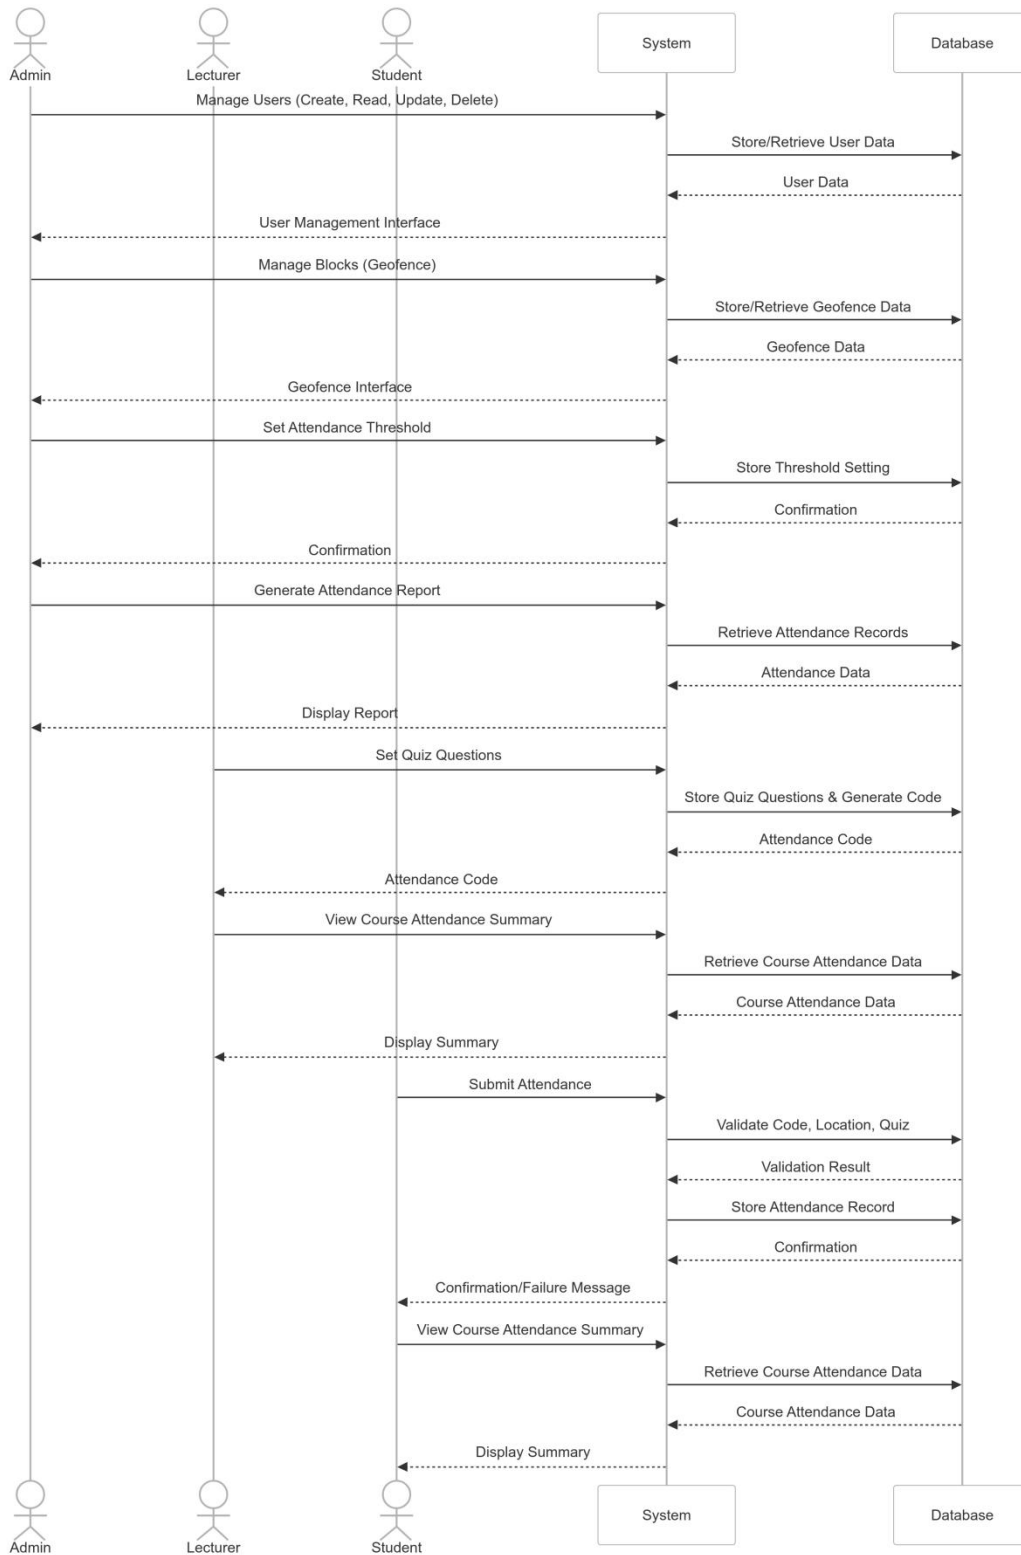 Admin
Lecturer
Student
System
Database
Manage Users (Create, Read, Update, Delete)
Store/Retrieve User Data
User Data
User Management Interface
Manage Blocks (Geofence)
Store/Retrieve Geofence Data
Geofence Data
Geofence Interface
Set Attendance Threshold
Store Threshold Setting
Confirmation
Confirmation
Generate Attendance Report
Retrieve Attendance Records
Attendance Data
Display Report
Set Quiz Questions
Store Quiz Questions & Generate Code
Attendance Code
Attendance Code
View Course Attendance Summary
Retrieve Course Attendance Data
Course Attendance Data
Display Summary
Submit Attendance
Validate Code, Location, Quiz
Validation Result
Store Attendance Record
Confirmation
Confirmation/Failure Message
View Course Attendance Summary
Retrieve Course Attendance Data
Course Attendance Data
Display Summary
Admin
Lecturer
Student
System
Database